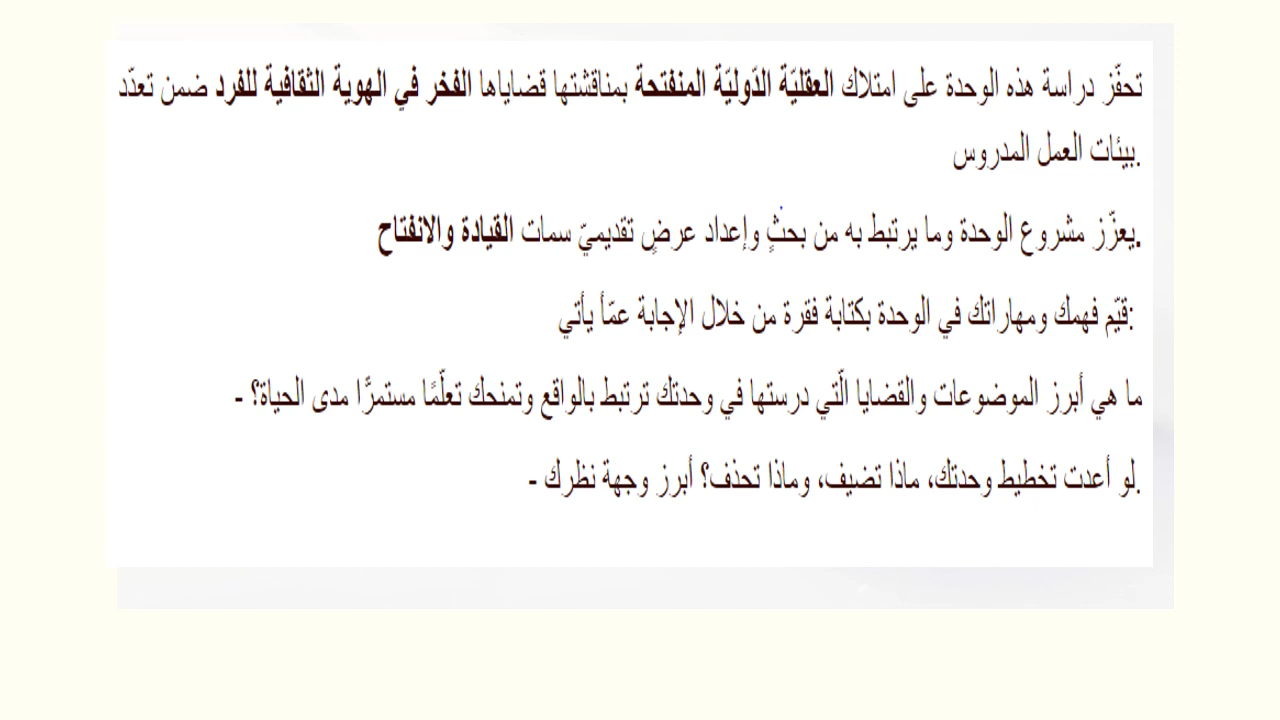 تحفّز دراسة هذه الوحدة على امتلاك العقليّة الدّوليّة المنفتحة بمناقشتها قضاياها الفخر في الهوية الثقافية للفرد ضمن تعدّد
بيئات العمل المدروس.
يعزّز مشروع الوحدة وما يرتبط به من بحثٍ وإعداد عرضٍ تقديميّ سمات القيادة والانفتاح.
قيّم فهمك ومهاراتك في الوحدة بكتابة فقرة من خلال الإجابة عمّأ يأتي:
ما هي أبرز الموضوعات والقضايا الّتي درستها في وحدتك ترتبط بالواقع وتمنحك تعلّمًا مستمرًّا مدى الحياة؟ -
لو أعدت تخطيط وحدتك، ماذا تضيف، وماذا تحذف؟ أبرز وجهة نظرك. -